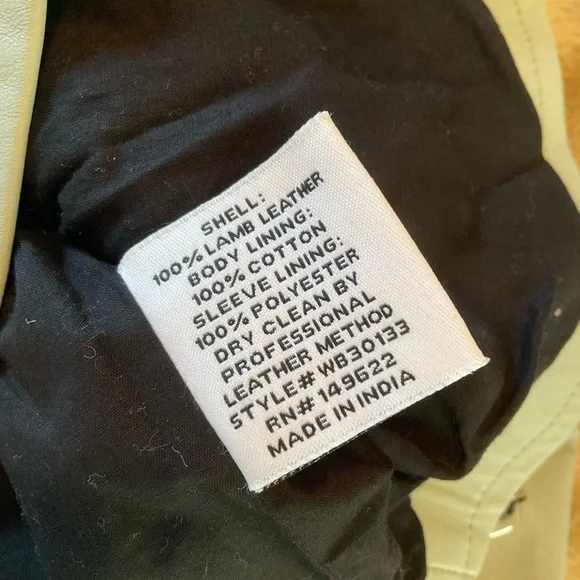 SHELL:
100% LAMB LEATHER
BODY LINING:
100% COTTON
SLEEVE LINING:
100% POLYESTER
DRY CLEAN BY
PROFESSIONAL
LEATHER METHOD
STYLE# WB30133
RN# 149622
MADE IN INDIA